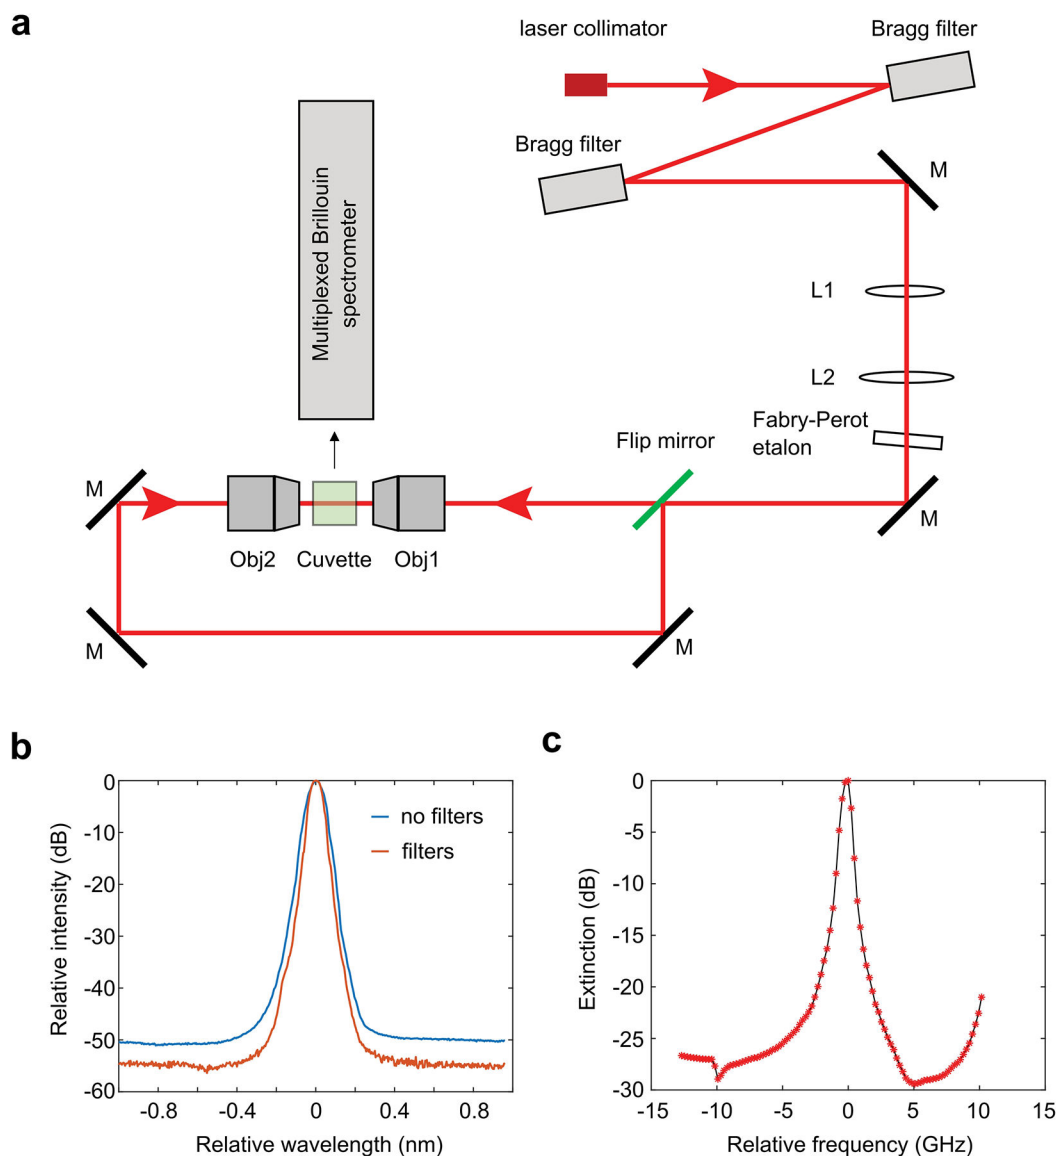 a
laser collimator
Bragg filter
Bragg filter
M
Multiplexed Brillouin
spectrometer
L1
L2
Fabry-Perot
etalon
Flip mirror
M
M
Obj2
Cuvette
Obj1
M
M
b
0
-10
-20
-30
-40
-50
-60
Relative intensity (dB)
no filters
filters
-0.8
-0.4
0
0.4
0.8
Relative wavelength (nm)
c
0
-5
-10
-15
-20
-25
-30
Extinction (dB)
-15
-10
-5
0
5
10
15
Relative frequency (GHz)